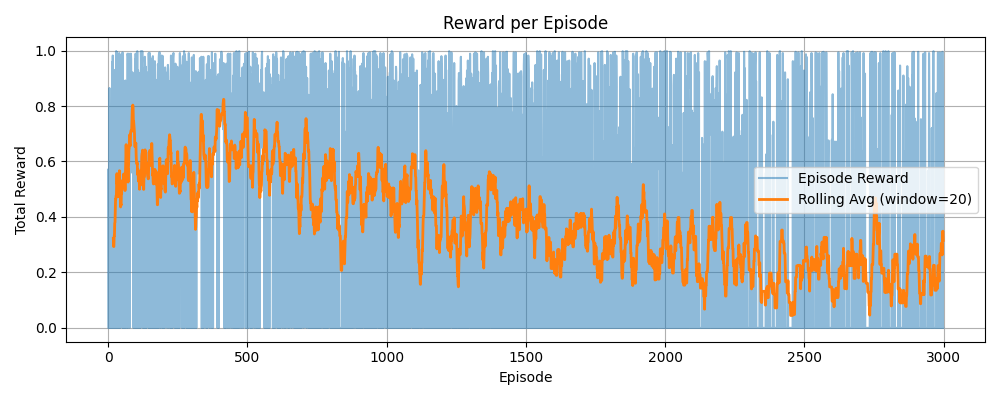 Reward per Episode
1.0
0.8
0.6
0.4
0.2
0.0
Total Reward
Episode Reward
Rolling Avg (window=20)
0
500
1000
1500
2000
2500
3000
Episode